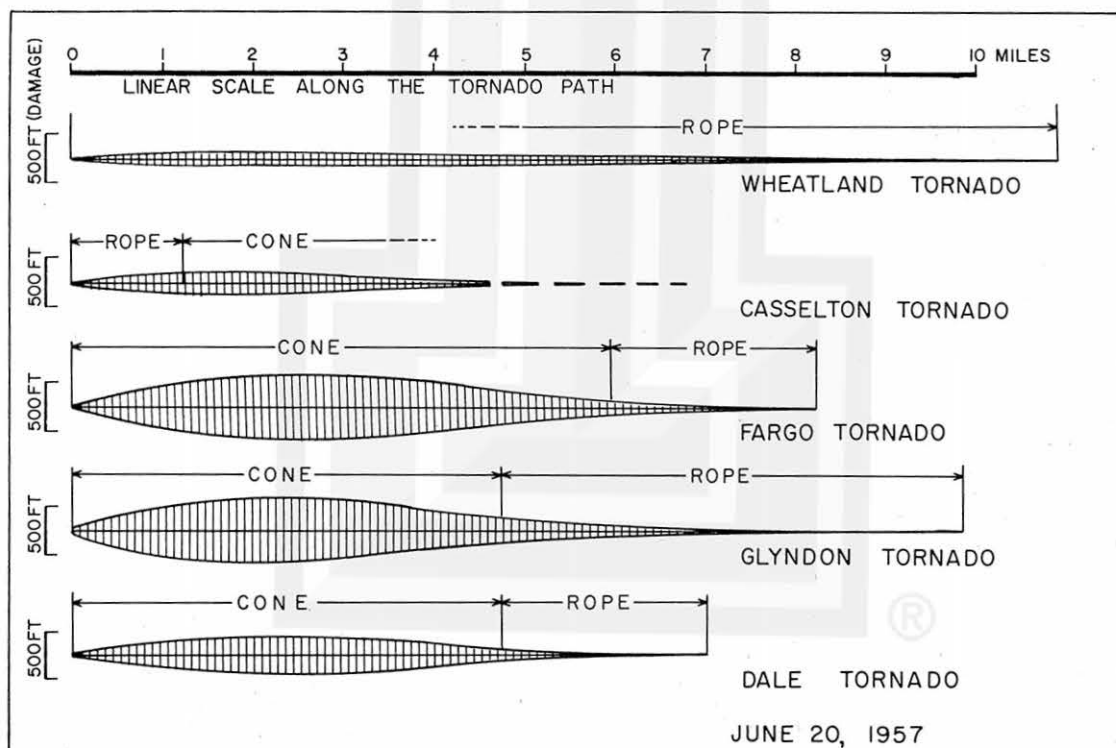 0 1 2 3 4 5 6 7 8 9 10 MILES
LINEAR SCALE ALONG THE TORNADO PATH
500 FT (DAMAGE)
ROPE
WHEATLAND TORNADO
500 FT
ROPE CONE
CASSELTON TORNADO
500 FT
CONE ROPE
FARGO TORNADO
500 FT
CONE ROPE
GLYNDON TORNADO
500 FT
CONE ROPE
DALE TORNADO
JUNE 20, 1957
®